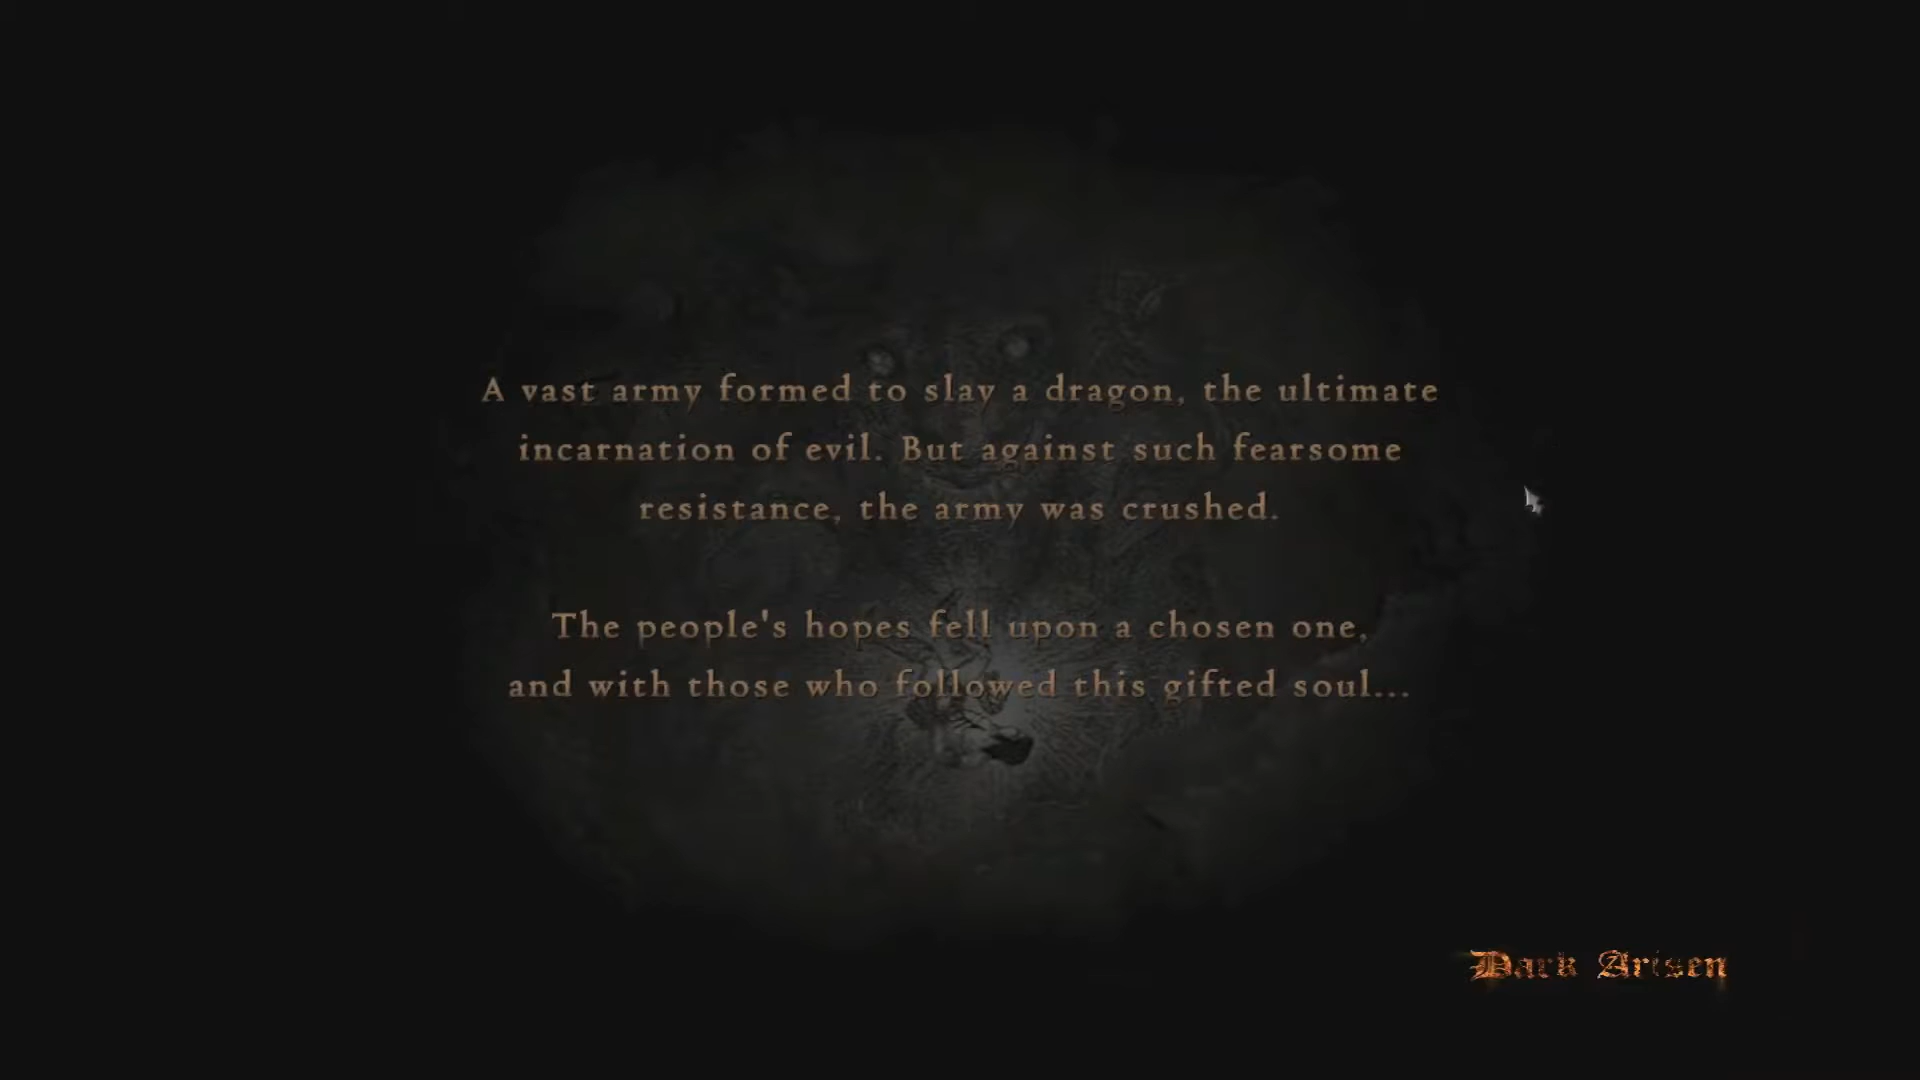 A vast army formed to slay a dragon, the ultimate
incarnation of evil. But against such fearsome
resistance, the army was crushed.
The people's hopes fell upon a chosen one,
and with those who followed this gifted soul...
Dark Arisen